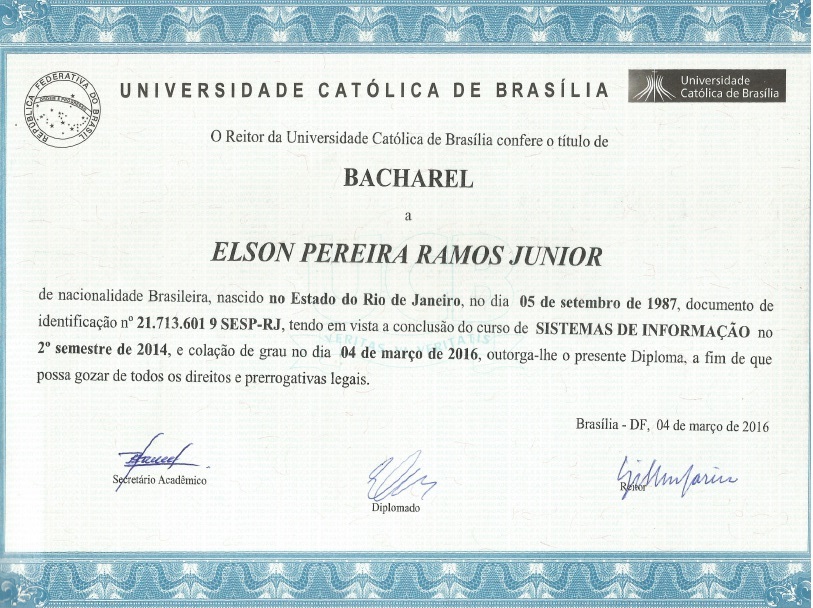 REPÚBLICA FEDERATIVA DO BRASIL
UNIVERSIDADE CATÓLICA DE BRASÍLIA
Universidade
Católica de Brasília
O Reitor da Universidade Católica de Brasília confere o título de
BACHAREL
a
ELSON PEREIRA RAMOS JUNIOR
de nacionalidade Brasileira, nascido no Estado do Rio de Janeiro, no dia 05 de setembro de 1987, documento de
identificação nº 21.713.601 9 SESP-RJ, tendo em vista a conclusão do curso de SISTEMAS DE INFORMAÇÃO no
2º semestre de 2014, e colação de grau no dia 04 de março de 2016, outorga-lhe o presente Diploma, a fim de que
possa gozar de todos os direitos e prerrogativas legais.
Brasília - DF, 04 de março de 2016
Secretário Acadêmico
Diplomado
Reitor